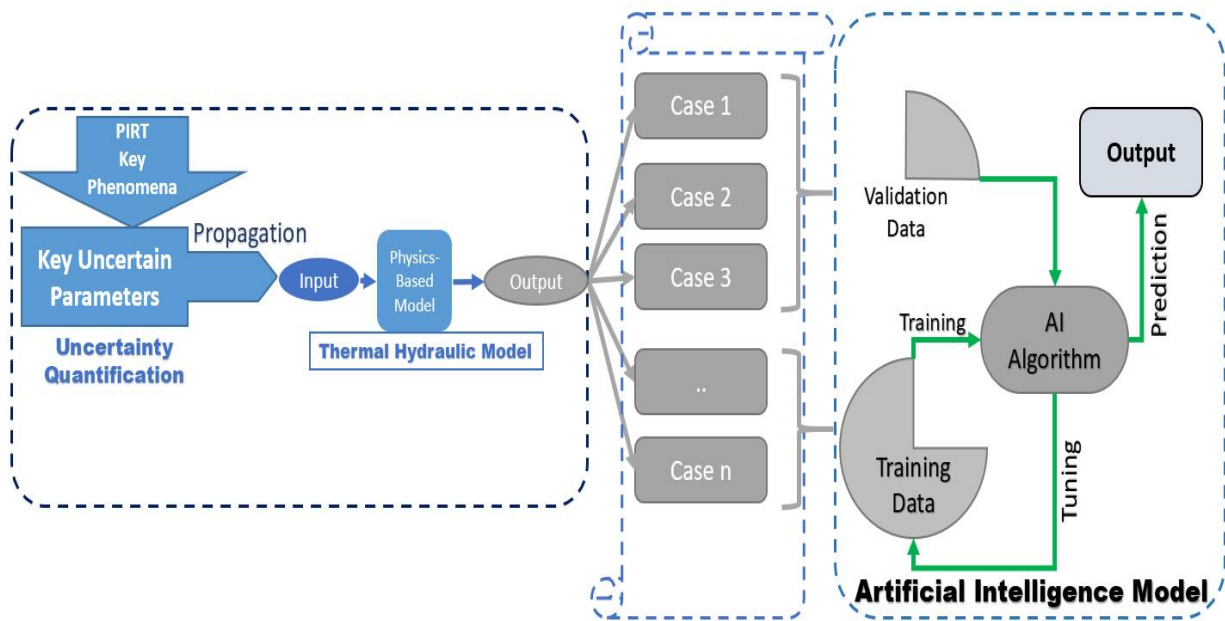 PIRT
Key
Phenomena
Key Uncertain
Parameters
Propagation
Uncertainty
Quantification
Input
Physics-
Based
Model
Output
Thermal Hydraulic Model
Case 1
Case 2
Case 3
..
Case n
Validation
Data
Output
Prediction
Training
AI
Algorithm
Training
Data
Tuning
Artificial Intelligence Model